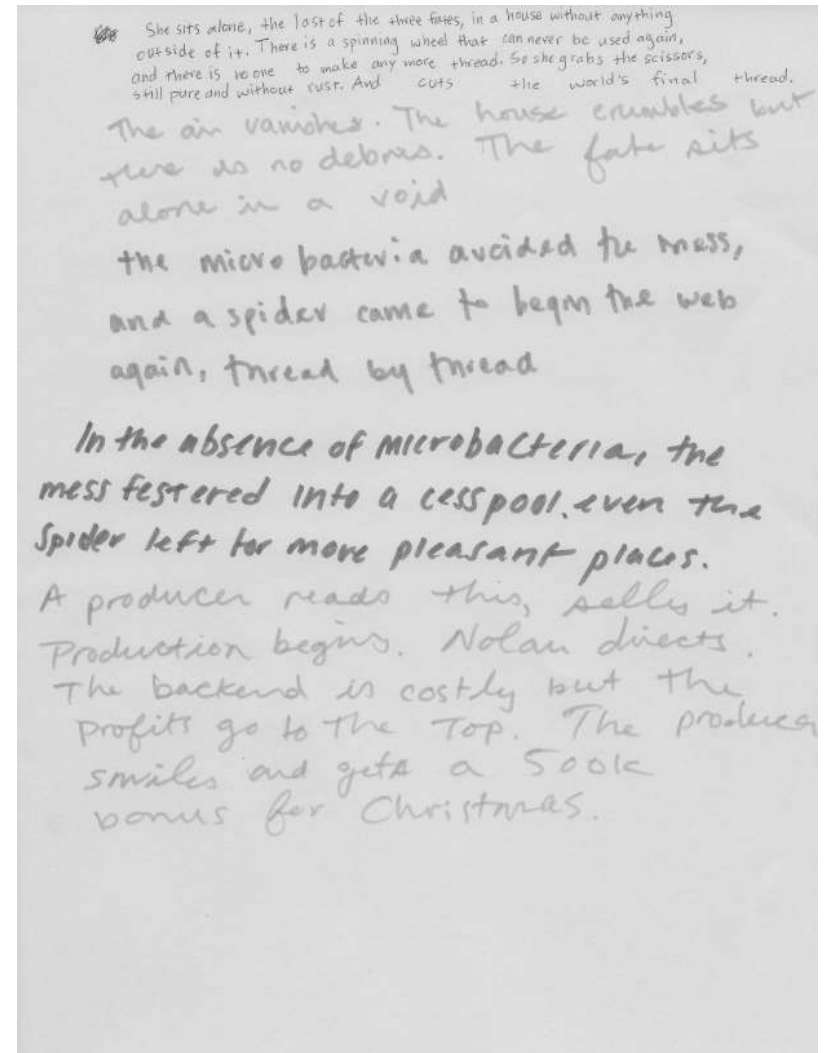 She sits alone, the last of the three fates, in a house without anything
outside of it. There is a spinning wheel that can never be used again,
and there is no one to make any more thread. So she grabs the scissors,
still pure and without rust. And cuts the world's final thread.
The air vanishes. The house crumbles but
there is no debris. The fate sits
alone in a void
the microbacteria avoided the mess,
and a spider came to begin the web
again, thread by thread
In the absence of microbacteria, the
mess festered into a cesspool. even the
spider left for more pleasant places.
A producer reads this, sells it.
Production begins. Nolan directs.
The backend is costly but the
profits go to the Top. The producer
smiles and gets a 500k
bonus for Christmas.